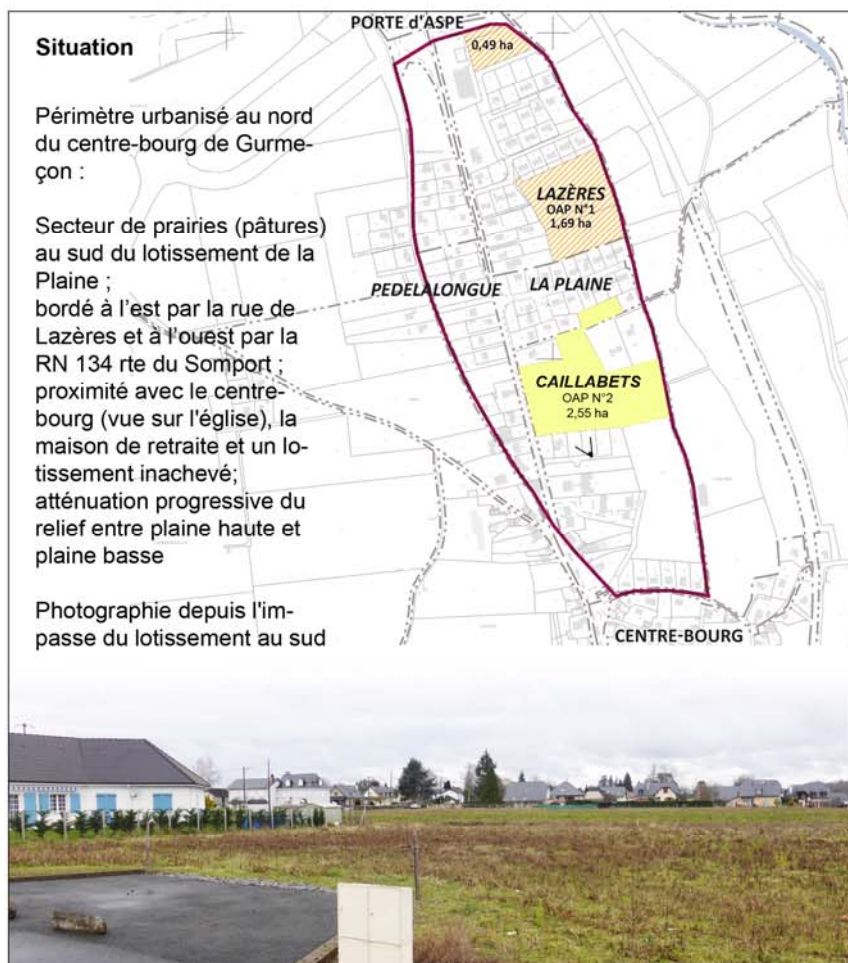 Situation
Périmètre urbanisé au nord
du centre-bourg de Gurme-
çon :
Secteur de prairies (pâtures)
au sud du lotissement de la
Plaine ;
bordé à l'est par la rue de
Lazères et à l'ouest par la
RN 134 rte du Somport ;
proximité avec le centre-
bourg (vue sur l'église), la
maison de retraite et un lo-
tissement inachevé;
atténuation progressive du
relief entre plaine haute et
plaine basse
Photographie depuis l'im-
passe du lotissement au sud
PORTE d'ASPE
0,49 ha
LAZÈRES
OAP N°1
1,69 ha
PEDELALONGUE
LA PLAINE
CAILLABETS
OAP N°2
2,55 ha
CENTRE-BOURG